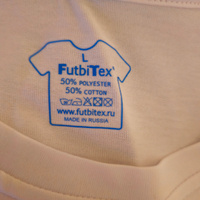 L
FutbiTex
50% POLYESTER
50% COTTON
www.futbitex.ru
MADE IN RUSSIA